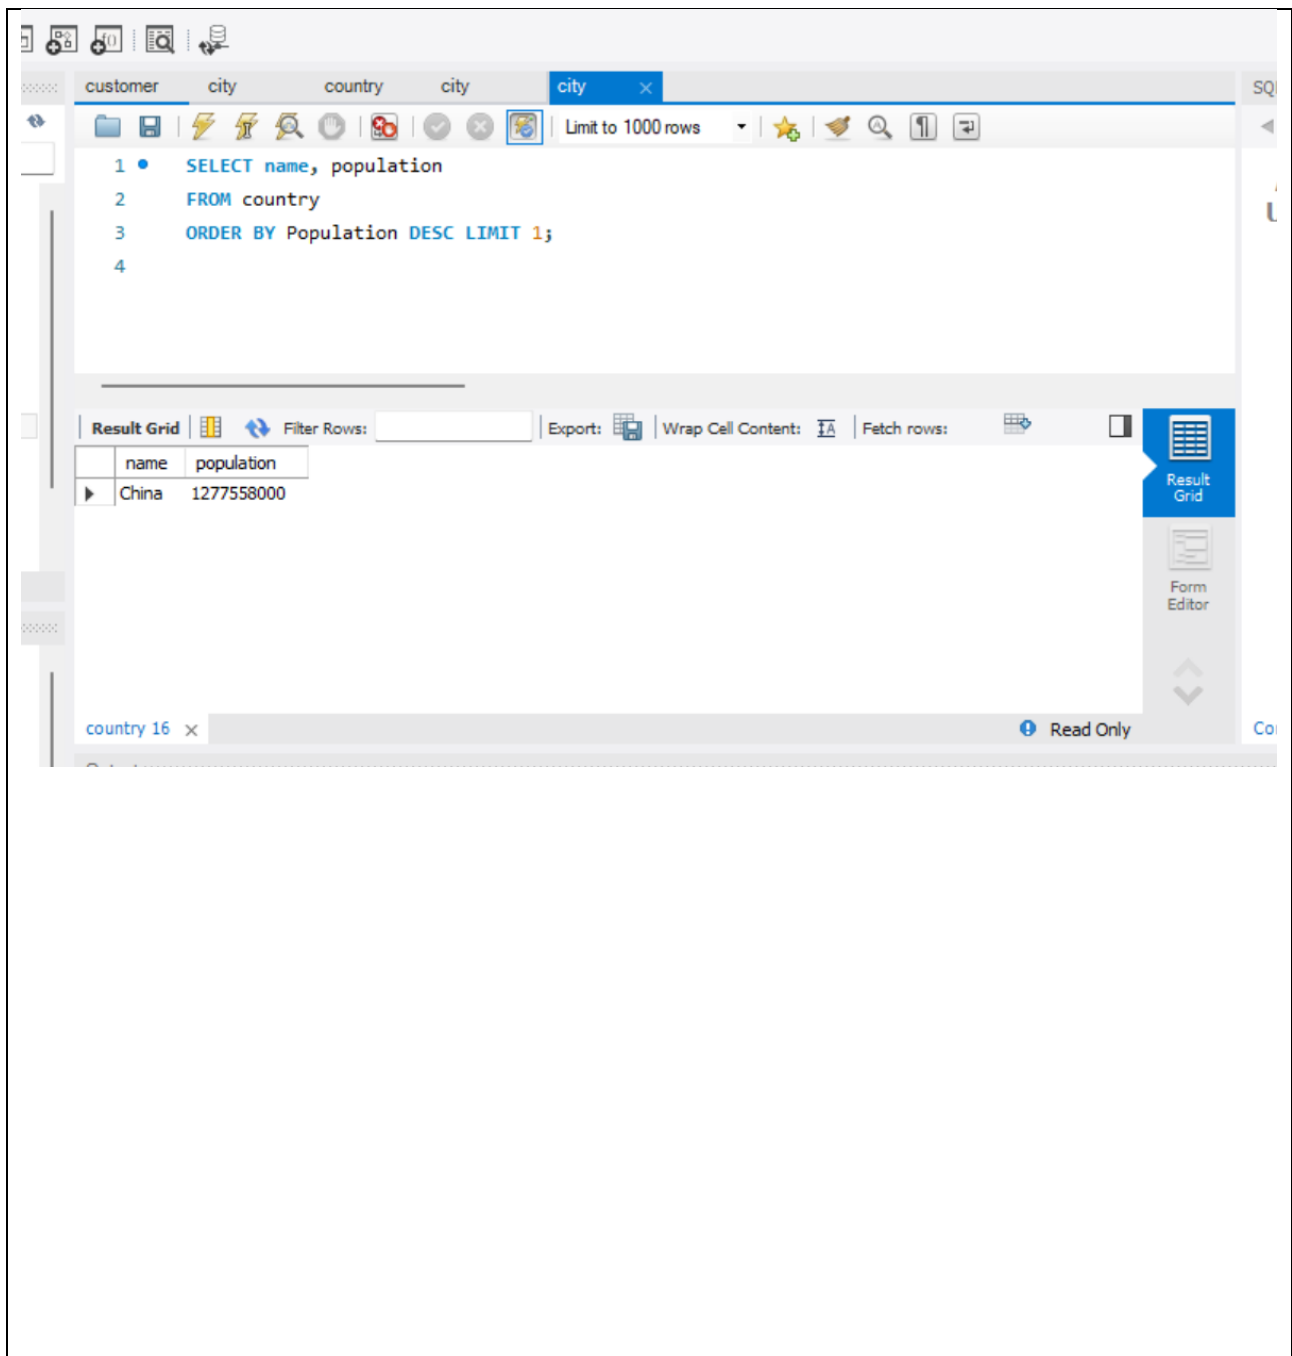 customer city country city city
SQ
Limit to 1000 rows
1 SELECT name, population
2 FROM country
3 ORDER BY Population DESC LIMIT 1;
4
Result Grid Filter Rows: Export: Wrap Cell Content: Fetch rows:
name population
China 1277558000
Result
Grid
Form
Editor
country 16 Read Only